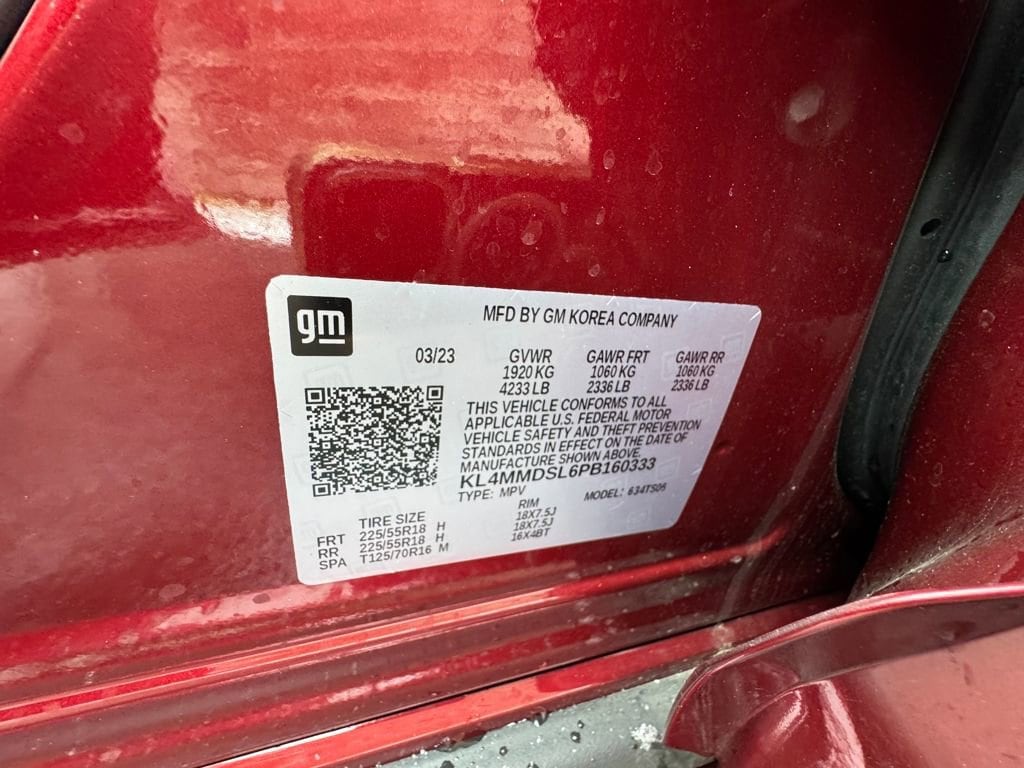 gm
MFD BY GM KOREA COMPANY
03/23 GVWR GAWR FRT GAWR RR
1920 KG 1060 KG 1060 KG
4233 LB 2336 LB 2336 LB
THIS VEHICLE CONFORMS TO ALL
APPLICABLE U.S. FEDERAL MOTOR
VEHICLE SAFETY AND THEFT PREVENTION
STANDARDS IN EFFECT ON THE DATE OF
MANUFACTURE SHOWN ABOVE.
KL4MMDSL6PB160333
TYPE: MPV MODEL: 634TS06
TIRE SIZE RIM
FRT 225/55R18 H 18X7.5J
RR 225/55R18 H 18X7.5J
SPA T125/70R16 M 16X4BT